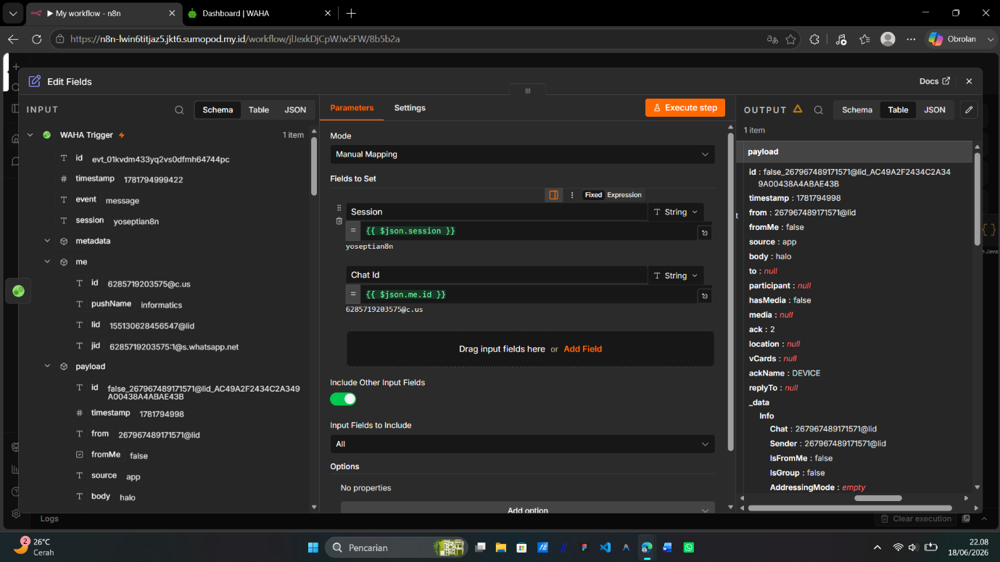 My workflow - n8n
Dashboard | WAHA
https://n8n-lwin6titjaz5.jkt6.sumopod.my.id/workflow/jlJexkDjCpWJw5FW/8b5b2a
Obrolan
Edit Fields
Docs
INPUT
Schema
Table
JSON
Parameters
Settings
Execute step
OUTPUT
Schema
Table
JSON
WAHA Trigger
1 item
id evt_01kvdm433yq2vs0dfmh64744pc
timestamp 1781794999422
event message
session yoseptian8n
metadata
me
id 6285719203575@c.us
pushName informatics
lid 155130628456547@lid
jid 6285719203575:1@s.whatsapp.net
payload
id false_267967489171571@lid_AC49A2F2434C2A349
A00438A4ABAE43B
# timestamp 1781794998
from 267967489171571@lid
fromMe false
source app
body halo
Mode
Manual Mapping
Fields to Set
Fixed Expression
Session
String
= {{ $json.session }}
yoseptian8n
Chat Id
String
= {{ $json.me.id }}
6285719203575@c.us
Drag input fields here or Add Field
Include Other Input Fields
Input Fields to Include
All
Options
No properties
Add option
1 item
payload
id : false_267967489171571@lid_AC49A2F2434C2A34
9A00438A4ABAE43B
timestamp : 1781794998
from : 267967489171571@lid
fromMe : false
source : app
body : halo
to : null
participant : null
hasMedia : false
media : null
ack : 2
location : null
vCards : null
ackName : DEVICE
replyTo : null
_data
Info
Chat : 267967489171571@lid
Sender : 267967489171571@lid
IsFromMe : false
IsGroup : false
AddressingMode : empty
Logs
Clear execution
2
26°C
Cerah
Pencarian
22.08
18/06/2026